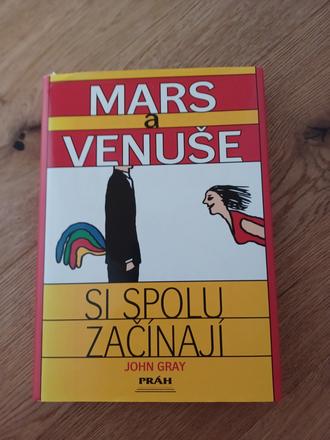 MARS
a
VENUŠE
SI SPOLU
ZAČÍNAJÍ
JOHN GRAY
PRÁH